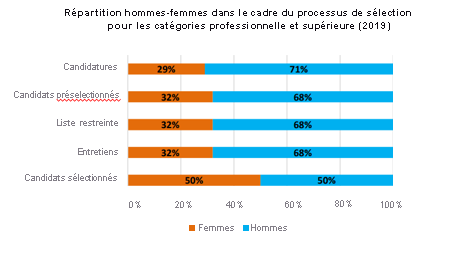 Répartition hommes-femmes dans le cadre du processus de sélection
pour les catégories professionnelle et supérieure (2019)
Candidatures 29% 71%
Candidats préselectionnés 32% 68%
Liste restreinte 32% 68%
Entretiens 32% 68%
Candidats sélectionnés 50% 50%
0% 20% 40% 60% 80% 100%
Femmes Hommes